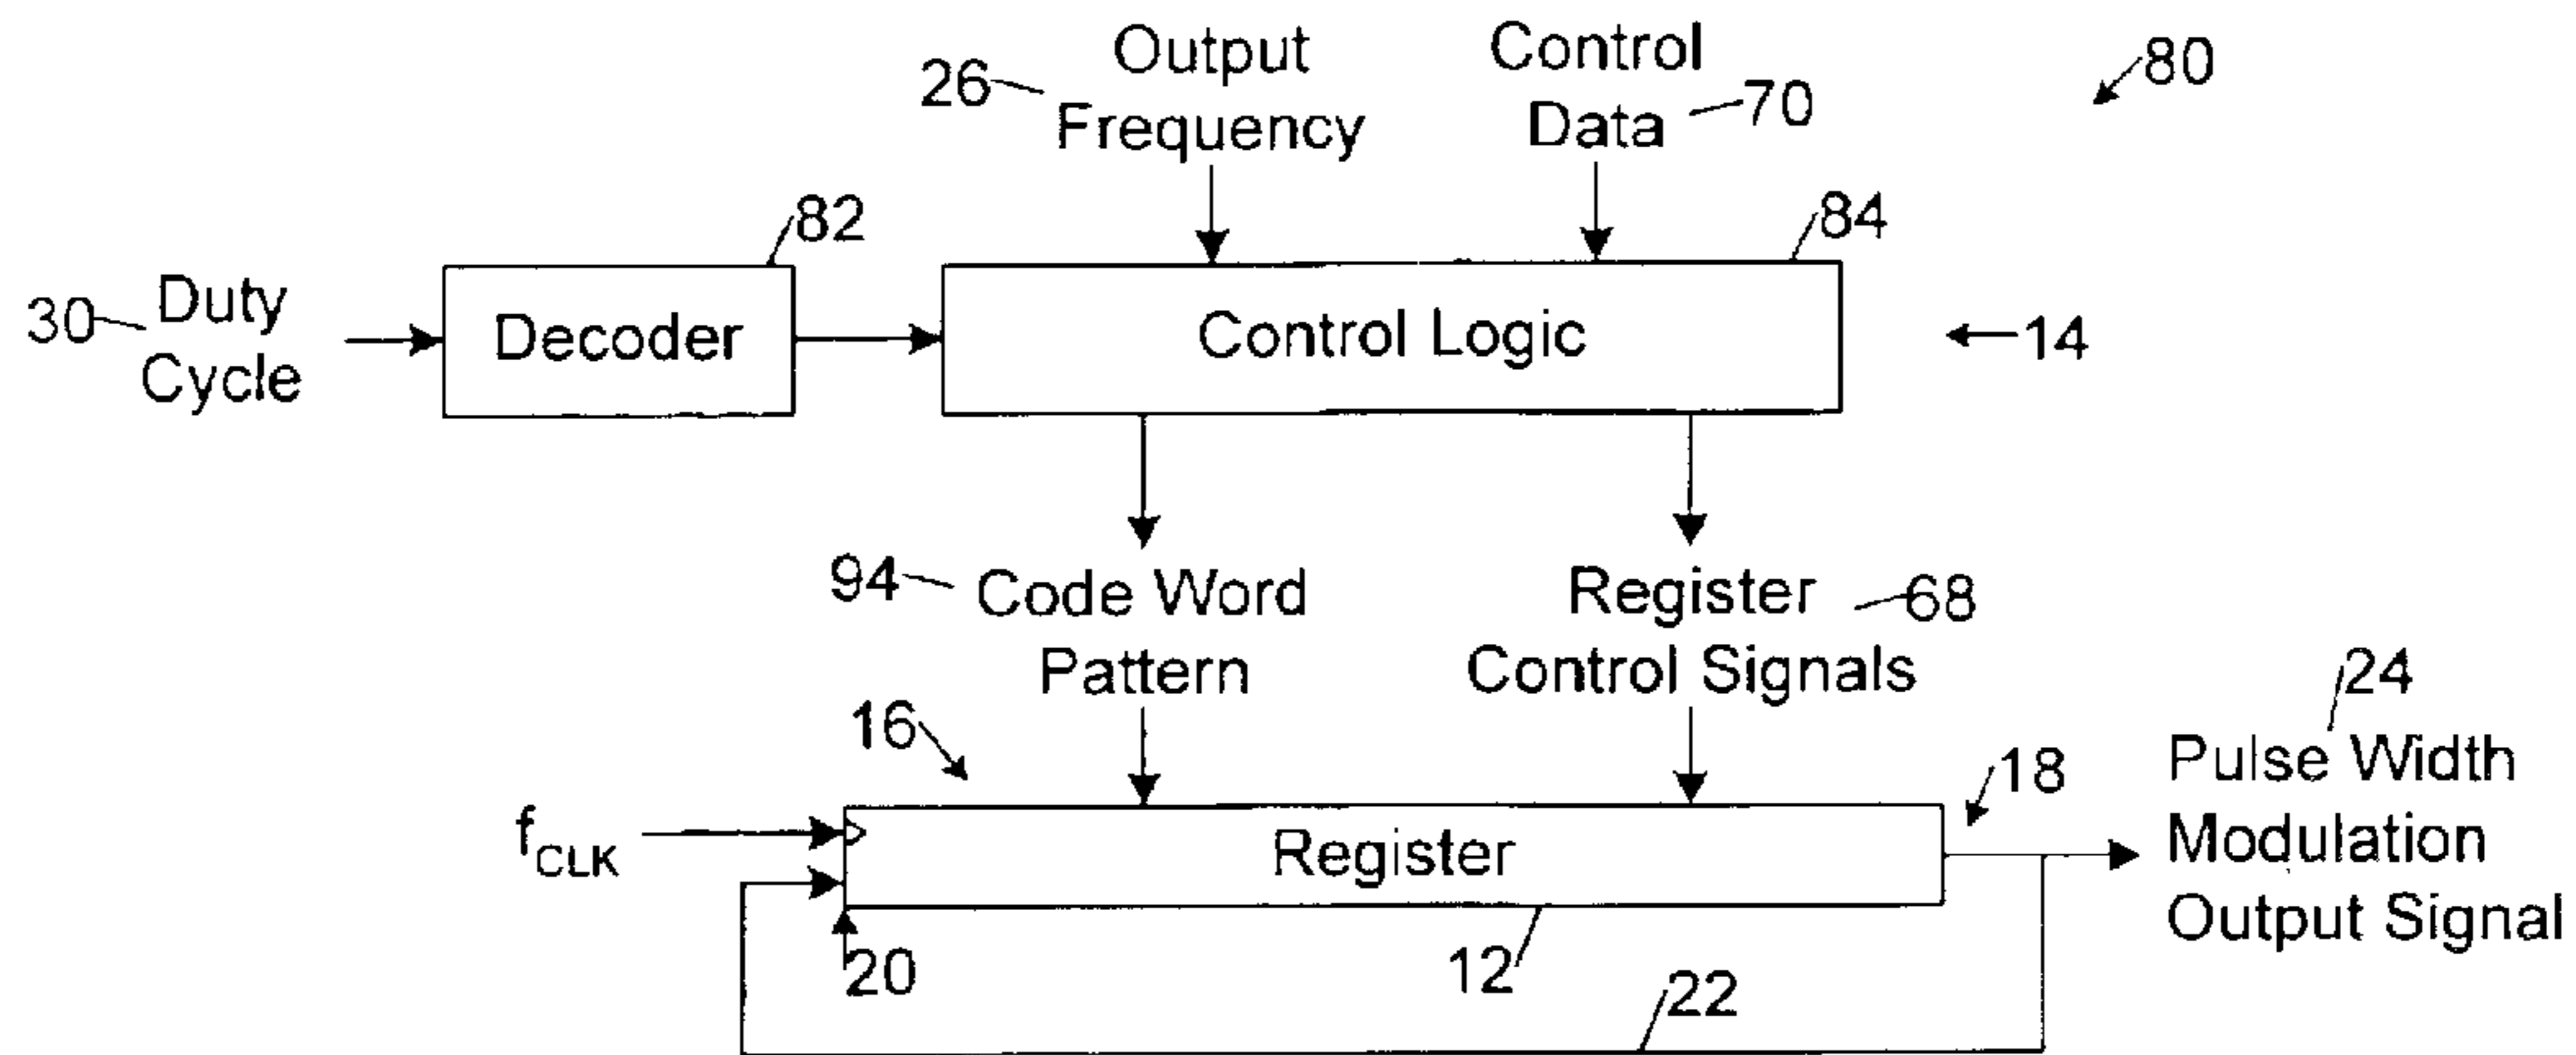 Output
Frequency
26
Control
Data
70
80
82
84
30
Duty
Cycle
Decoder
Control Logic
14
94
Code Word
Pattern
Register
Control Signals
68
16
24
18
Pulse Width
Modulation
Output Signal
fCLK
Register
20
12
22